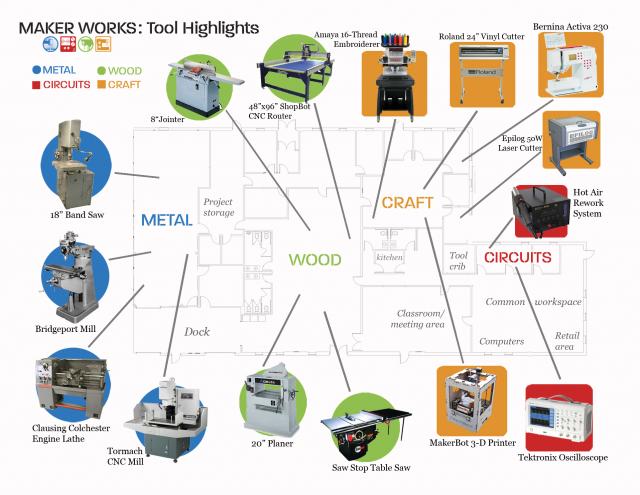 MAKER WORKS: Tool Highlights
METAL
WOOD
CIRCUITS
CRAFT
8"Jointer
48"x96" ShopBot
CNC Router
Amaya 16-Thread
Embroiderer
Roland 24" Vinyl Cutter
Roland
Bernina Activa 230
Epilog 50W
Laser Cutter
EPILOG
Hot Air
Rework
System
18" Band Saw
METAL
Project
storage
CRAFT
WOOD
kitchen
Tool
crib
CIRCUITS
Common workspace
Classroom/
meeting area
Computers
Retail
area
Dock
Bridgeport Mill
Clausing Colchester
Engine Lathe
Tormach
CNC Mill
20" Planer
Saw Stop Table Saw
MakerBot 3-D Printer
Tektronix Oscilloscope